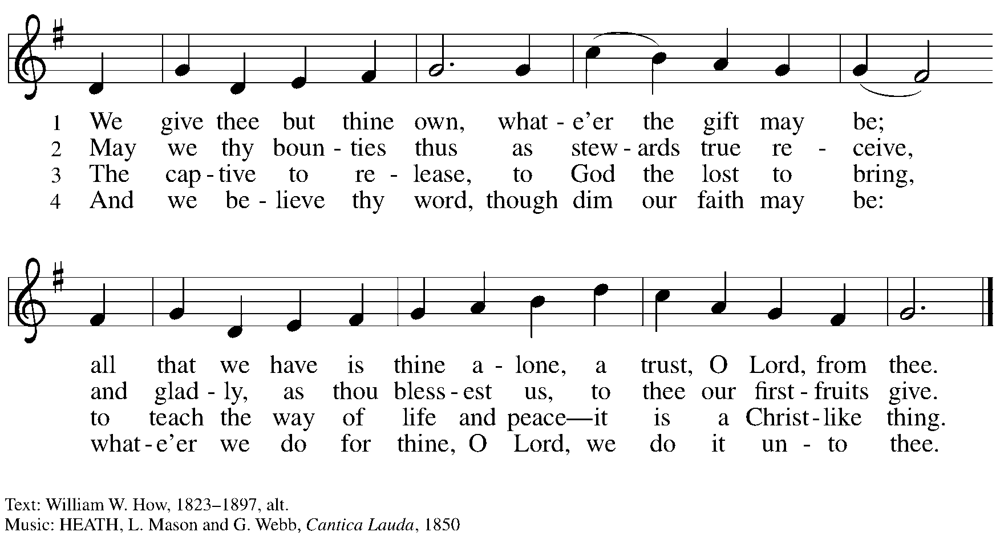 1 We give thee but thine own, what - e'er the gift may be;
2 May we thy boun - ties thus as stew - ards true re - ceive,
3 The cap - tive to re - lease, to God the lost to bring,
4 And we be - lieve thy word, though dim our faith may be:
all that we have is thine a - lone, a trust, O Lord, from thee.
and glad - ly, as thou bless - est us, to thee our first - fruits give.
to teach the way of life and peace—it is a Christ - like thing.
what - e'er we do for thine, O Lord, we do it un - to thee.
Text: William W. How, 1823–1897, alt.
Music: HEATH, L. Mason and G. Webb, Cantica Lauda, 1850